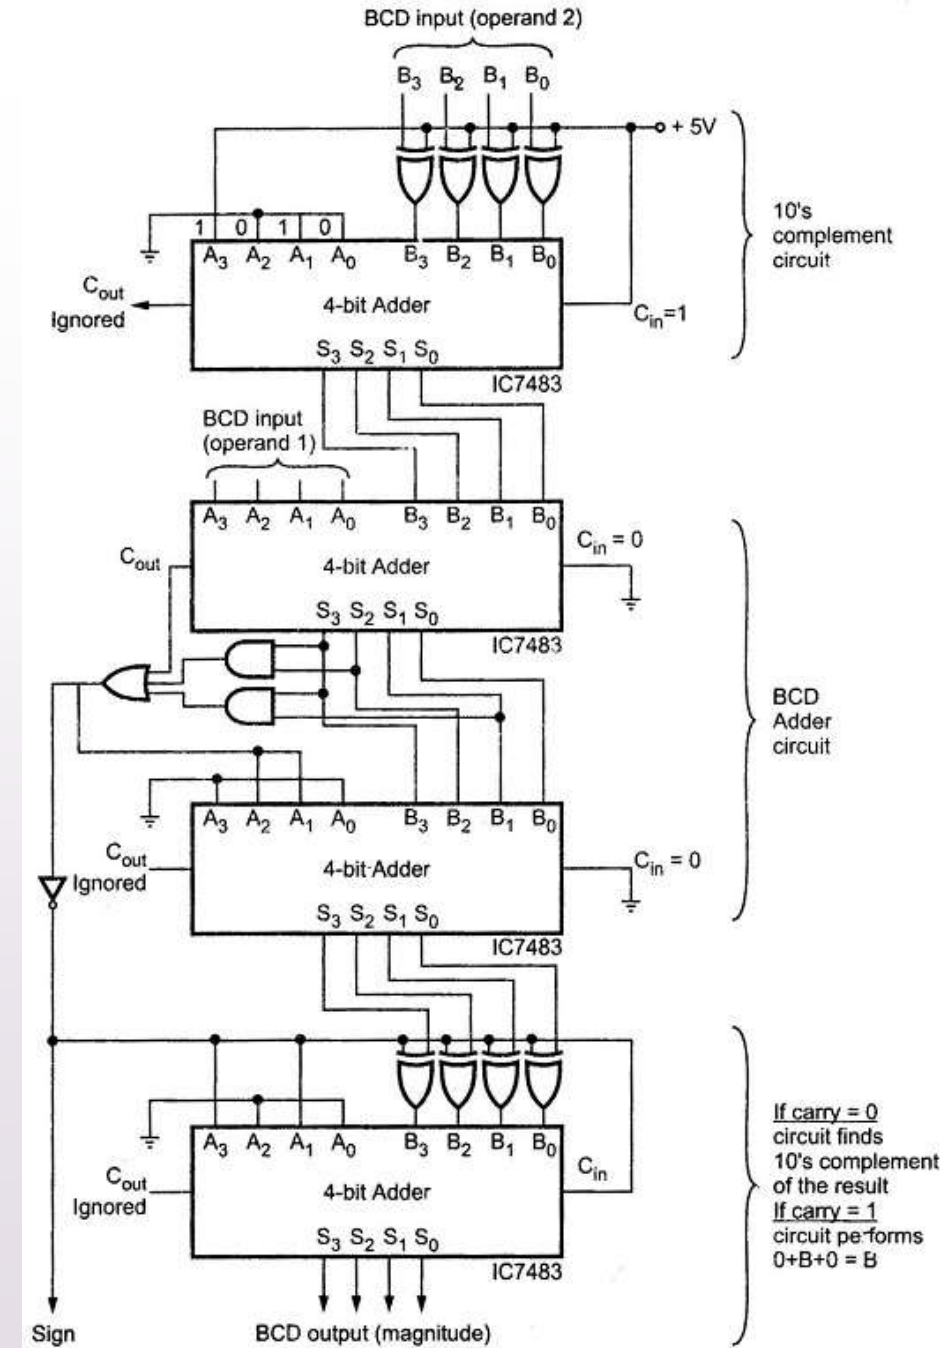 BCD input (operand 2)
B3 B2 B1 B0
+ 5V
10's
complement
circuit
1 0 1 0
A3 A2 A1 A0 B3 B2 B1 B0
Cout
Ignored
4-bit Adder
Cin=1
S3 S2 S1 S0
IC7483
BCD input
(operand 1)
A3 A2 A1 A0 B3 B2 B1 B0
Cin = 0
Cout
4-bit Adder
S3 S2 S1 S0
IC7483
BCD
Adder
circuit
A3 A2 A1 A0 B3 B2 B1 B0
Cout
Ignored
4-bit Adder
Cin = 0
S3 S2 S1 S0
IC7483
If carry = 0
circuit finds
10's complement
of the result
If carry = 1
circuit performs
0+B+0 = B
A3 A2 A1 A0 B3 B2 B1 B0
Cout
Ignored
4-bit Adder
Cin
S3 S2 S1 S0
IC7483
Sign
BCD output (magnitude)